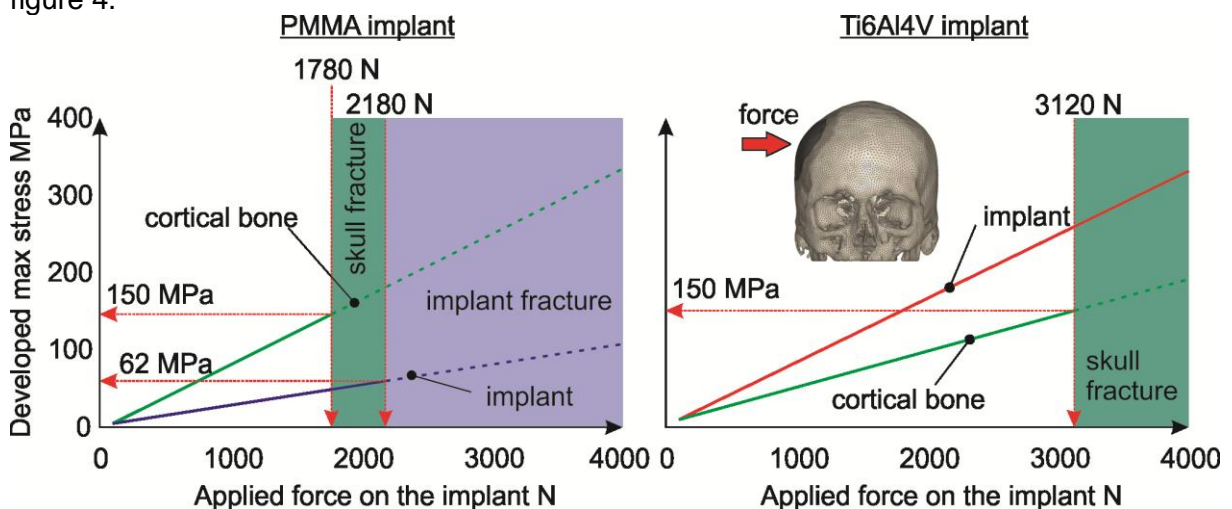 figure 4.
PMMA implant
1780 N
2180 N
Developed max stress MPa
400
300
200
100
0
150 MPa
62 MPa
cortical bone
skull fracture
implant fracture
implant
0
1000
2000
3000
4000
Applied force on the implant N
Ti6Al4V implant
3120 N
force
implant
150 MPa
cortical bone
skull
fracture
0
1000
2000
3000
4000
Applied force on the implant N